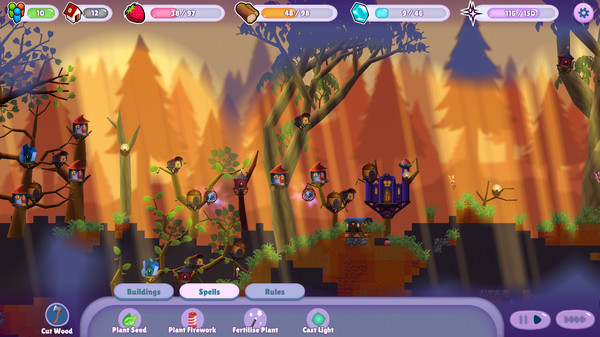 10
12
38 / 97
48 / 98
9 / 46
116 / 150
Buildings
Spells
Rules
Cut Wood
Plant Seed
Plant Firework
Fertilise Plant
Cast Light